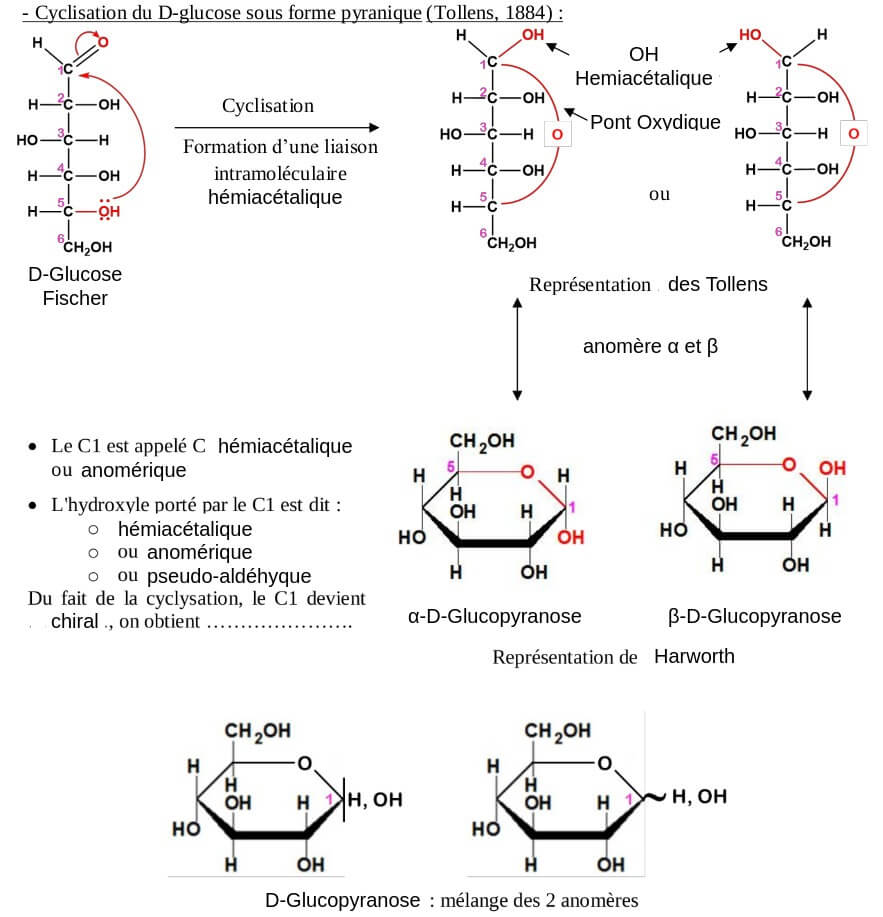 - Cyclisation du D-glucose sous forme pyranique (Tollens, 1884) :
H O
1 C
H 2 C OH
HO 3 C H
H 4 C OH
H 5 C OH
6 CH2OH
D-Glucose
Fischer
Cyclisation
Formation d’une liaison
intramoléculaire
hémiacétalique
H OH
1 C
H 2 C OH
HO 3 C H O
H 4 C OH
H 5 C
6 CH2OH
OH
Hemiacétalique
Pont Oxydique
ou
HO H
1 C
H 2 C OH
HO 3 C H O
H 4 C OH
H 5 C
6 CH2OH
Représentation des Tollens
anomère α et β
• Le C1 est appelé C hémiacétalique
ou anomérique
• L'hydroxyle porté par le C1 est dit :
o hémiacétalique
o ou anomérique
o ou pseudo-aldéhyque
Du fait de la cyclysation, le C1 devient
. chiral ., on obtient ………………….
CH2OH
H 5 O H
H
OH H 1
HO OH
H OH
α-D-Glucopyranose
CH2OH
H 5 O OH
H
OH H 1
HO H
H OH
β-D-Glucopyranose
Représentation de Harworth
CH2OH
H O
H
OH H 1 H, OH
HO
H OH
CH2OH
H O
H
OH H 1 ~ H, OH
HO
H OH
D-Glucopyranose : mélange des 2 anomères